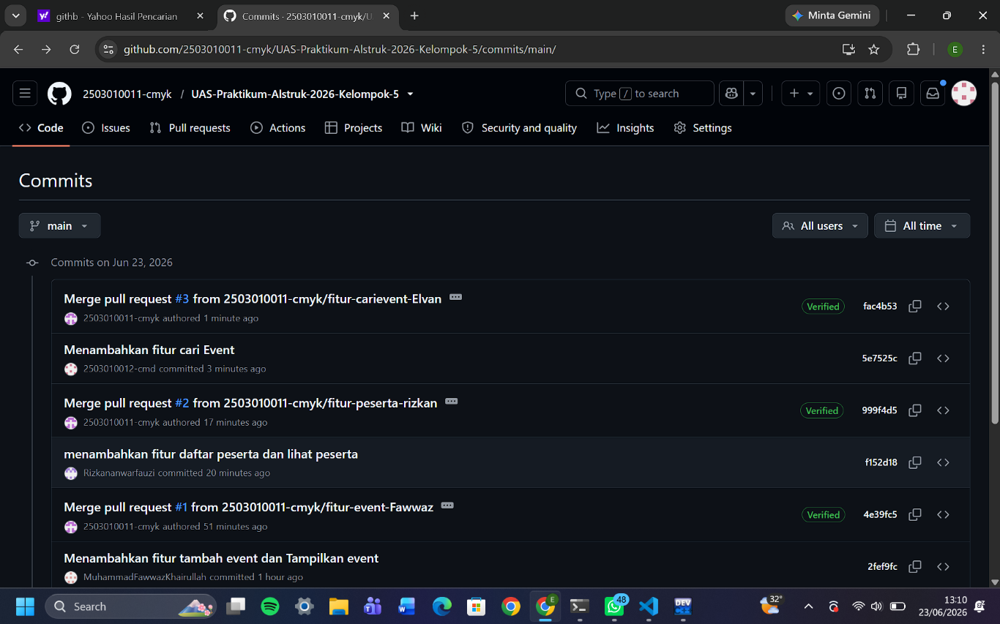 githb - Yahoo Hasil Pencarian
Commits · 2503010011-cmyk/U
Minta Gemini
github.com/2503010011-cmyk/UAS-Praktikum-Alstruk-2026-Kelompok-5/commits/main/
E
2503010011-cmyk / UAS-Praktikum-Alstruk-2026-Kelompok-5
Type / to search
Code
Issues
Pull requests
Actions
Projects
Wiki
Security and quality
Insights
Settings
Commits
main
All users
All time
Commits on Jun 23, 2026
Merge pull request #3 from 2503010011-cmyk/fitur-carievent-Elvan
2503010011-cmyk authored 1 minute ago
Verified
fac4b53
Menambahkan fitur cari Event
2503010012-cmd committed 3 minutes ago
5e7525c
Merge pull request #2 from 2503010011-cmyk/fitur-peserta-rizkan
2503010011-cmyk authored 17 minutes ago
Verified
999f4d5
menambahkan fitur daftar peserta dan lihat peserta
Rizkananwarfauzi committed 20 minutes ago
f152d18
Merge pull request #1 from 2503010011-cmyk/fitur-event-Fawwaz
2503010011-cmyk authored 51 minutes ago
Verified
4e39fc5
Menambahkan fitur tambah event dan Tampilkan event
MuhammadFawwazKhairullah committed 1 hour ago
2fef9fc
Search
E
48
DEV
32°
13:10
23/06/2026